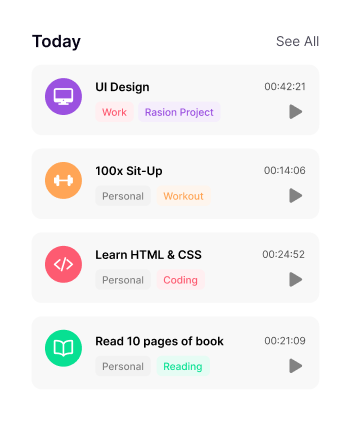 Today See All
UI Design 00:42:21
Work Rasion Project
100x Sit-Up 00:14:06
Personal Workout
Learn HTML & CSS 00:24:52
Personal Coding
Read 10 pages of book 00:21:09
Personal Reading